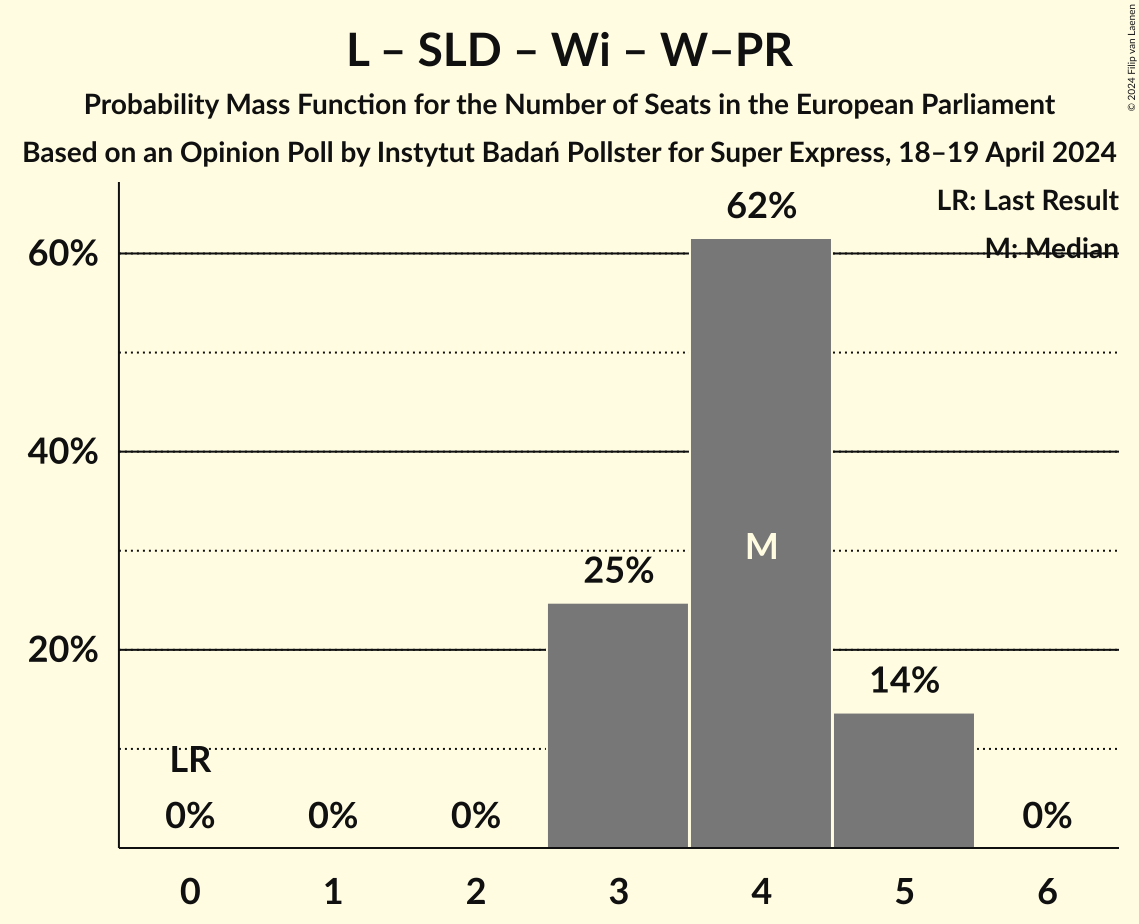 L – SLD – Wi – W–PR
Probability Mass Function for the Number of Seats in the European Parliament
Based on an Opinion Poll by Instytut Badań Pollster for Super Express, 18–19 April 2024
© 2024 Filip van Laenen
LR: Last Result
M: Median
60%
40%
20%
62%
M
25%
14%
LR
0%
0%
0%
0%
0 1 2 3 4 5 6